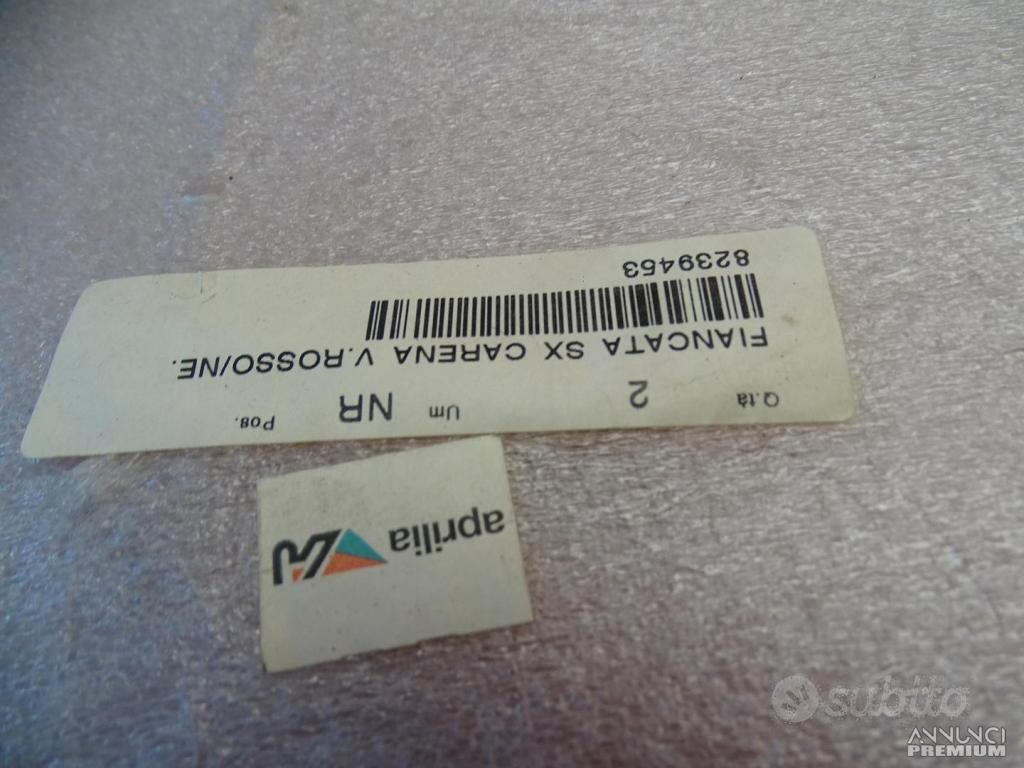 Q.tà 2 Um NR Pos.
FIANCATA SX CARENA V.ROSSO/NE.
8239453
aprilia
subito
ANNUNCI
PREMIUM